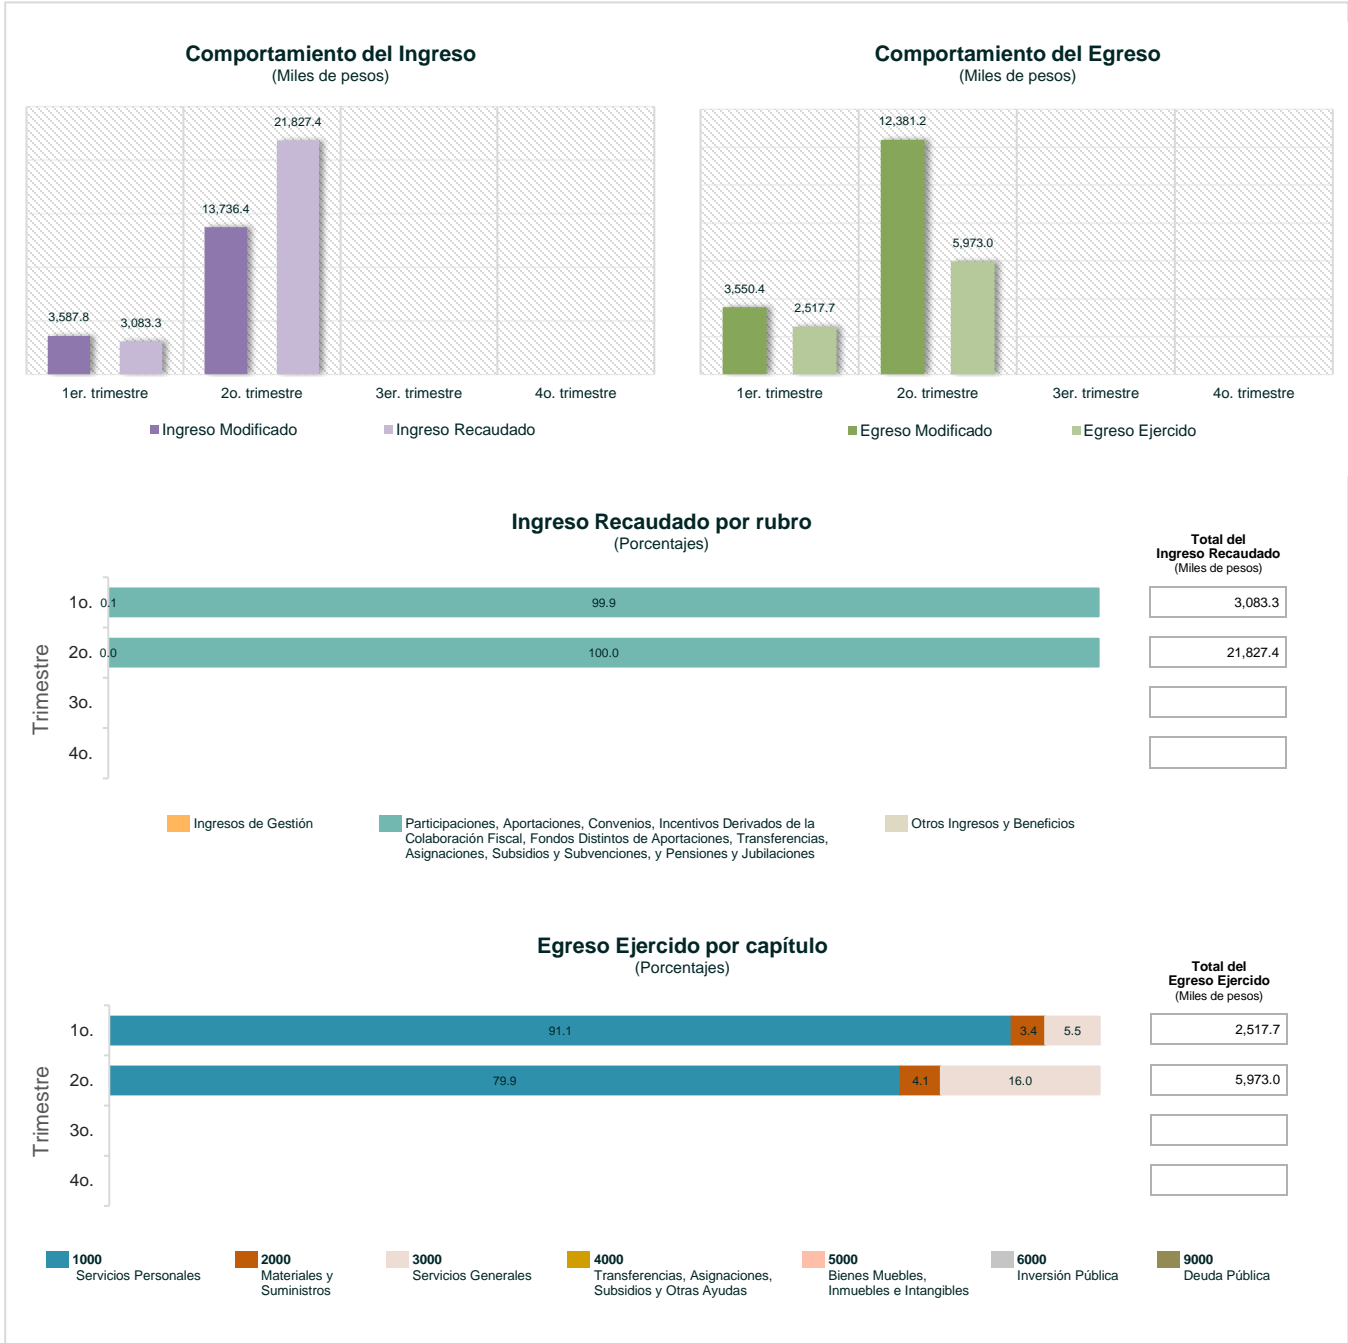 Comportamiento del Ingreso
(Miles de pesos)
21,827.4
13,736.4
3,587.8
3,083.3
1er. trimestre
2o. trimestre
3er. trimestre
4o. trimestre
Ingreso Modificado
Ingreso Recaudado
Comportamiento del Egreso
(Miles de pesos)
12,381.2
5,973.0
3,550.4
2,517.7
1er. trimestre
2o. trimestre
3er. trimestre
4o. trimestre
Egreso Modificado
Egreso Ejercido
Ingreso Recaudado por rubro
(Porcentajes)
Total del
Ingreso Recaudado
(Miles de pesos)
Trimestre
1o. 0.1 99.9 3,083.3
2o. 0.0 100.0 21,827.4
3o.
4o.
Ingresos de Gestión
Participaciones, Aportaciones, Convenios, Incentivos Derivados de la
Colaboración Fiscal, Fondos Distintos de Aportaciones, Transferencias,
Asignaciones, Subsidios y Subvenciones, y Pensiones y Jubilaciones
Otros Ingresos y Beneficios
Egreso Ejercido por capítulo
(Porcentajes)
Total del
Egreso Ejercido
(Miles de pesos)
Trimestre
1o. 91.1 3.4 5.5 2,517.7
2o. 79.9 4.1 16.0 5,973.0
3o.
4o.
1000
Servicios Personales
2000
Materiales y
Suministros
3000
Servicios Generales
4000
Transferencias, Asignaciones,
Subsidios y Otras Ayudas
5000
Bienes Muebles,
Inmuebles e Intangibles
6000
Inversión Pública
9000
Deuda Pública